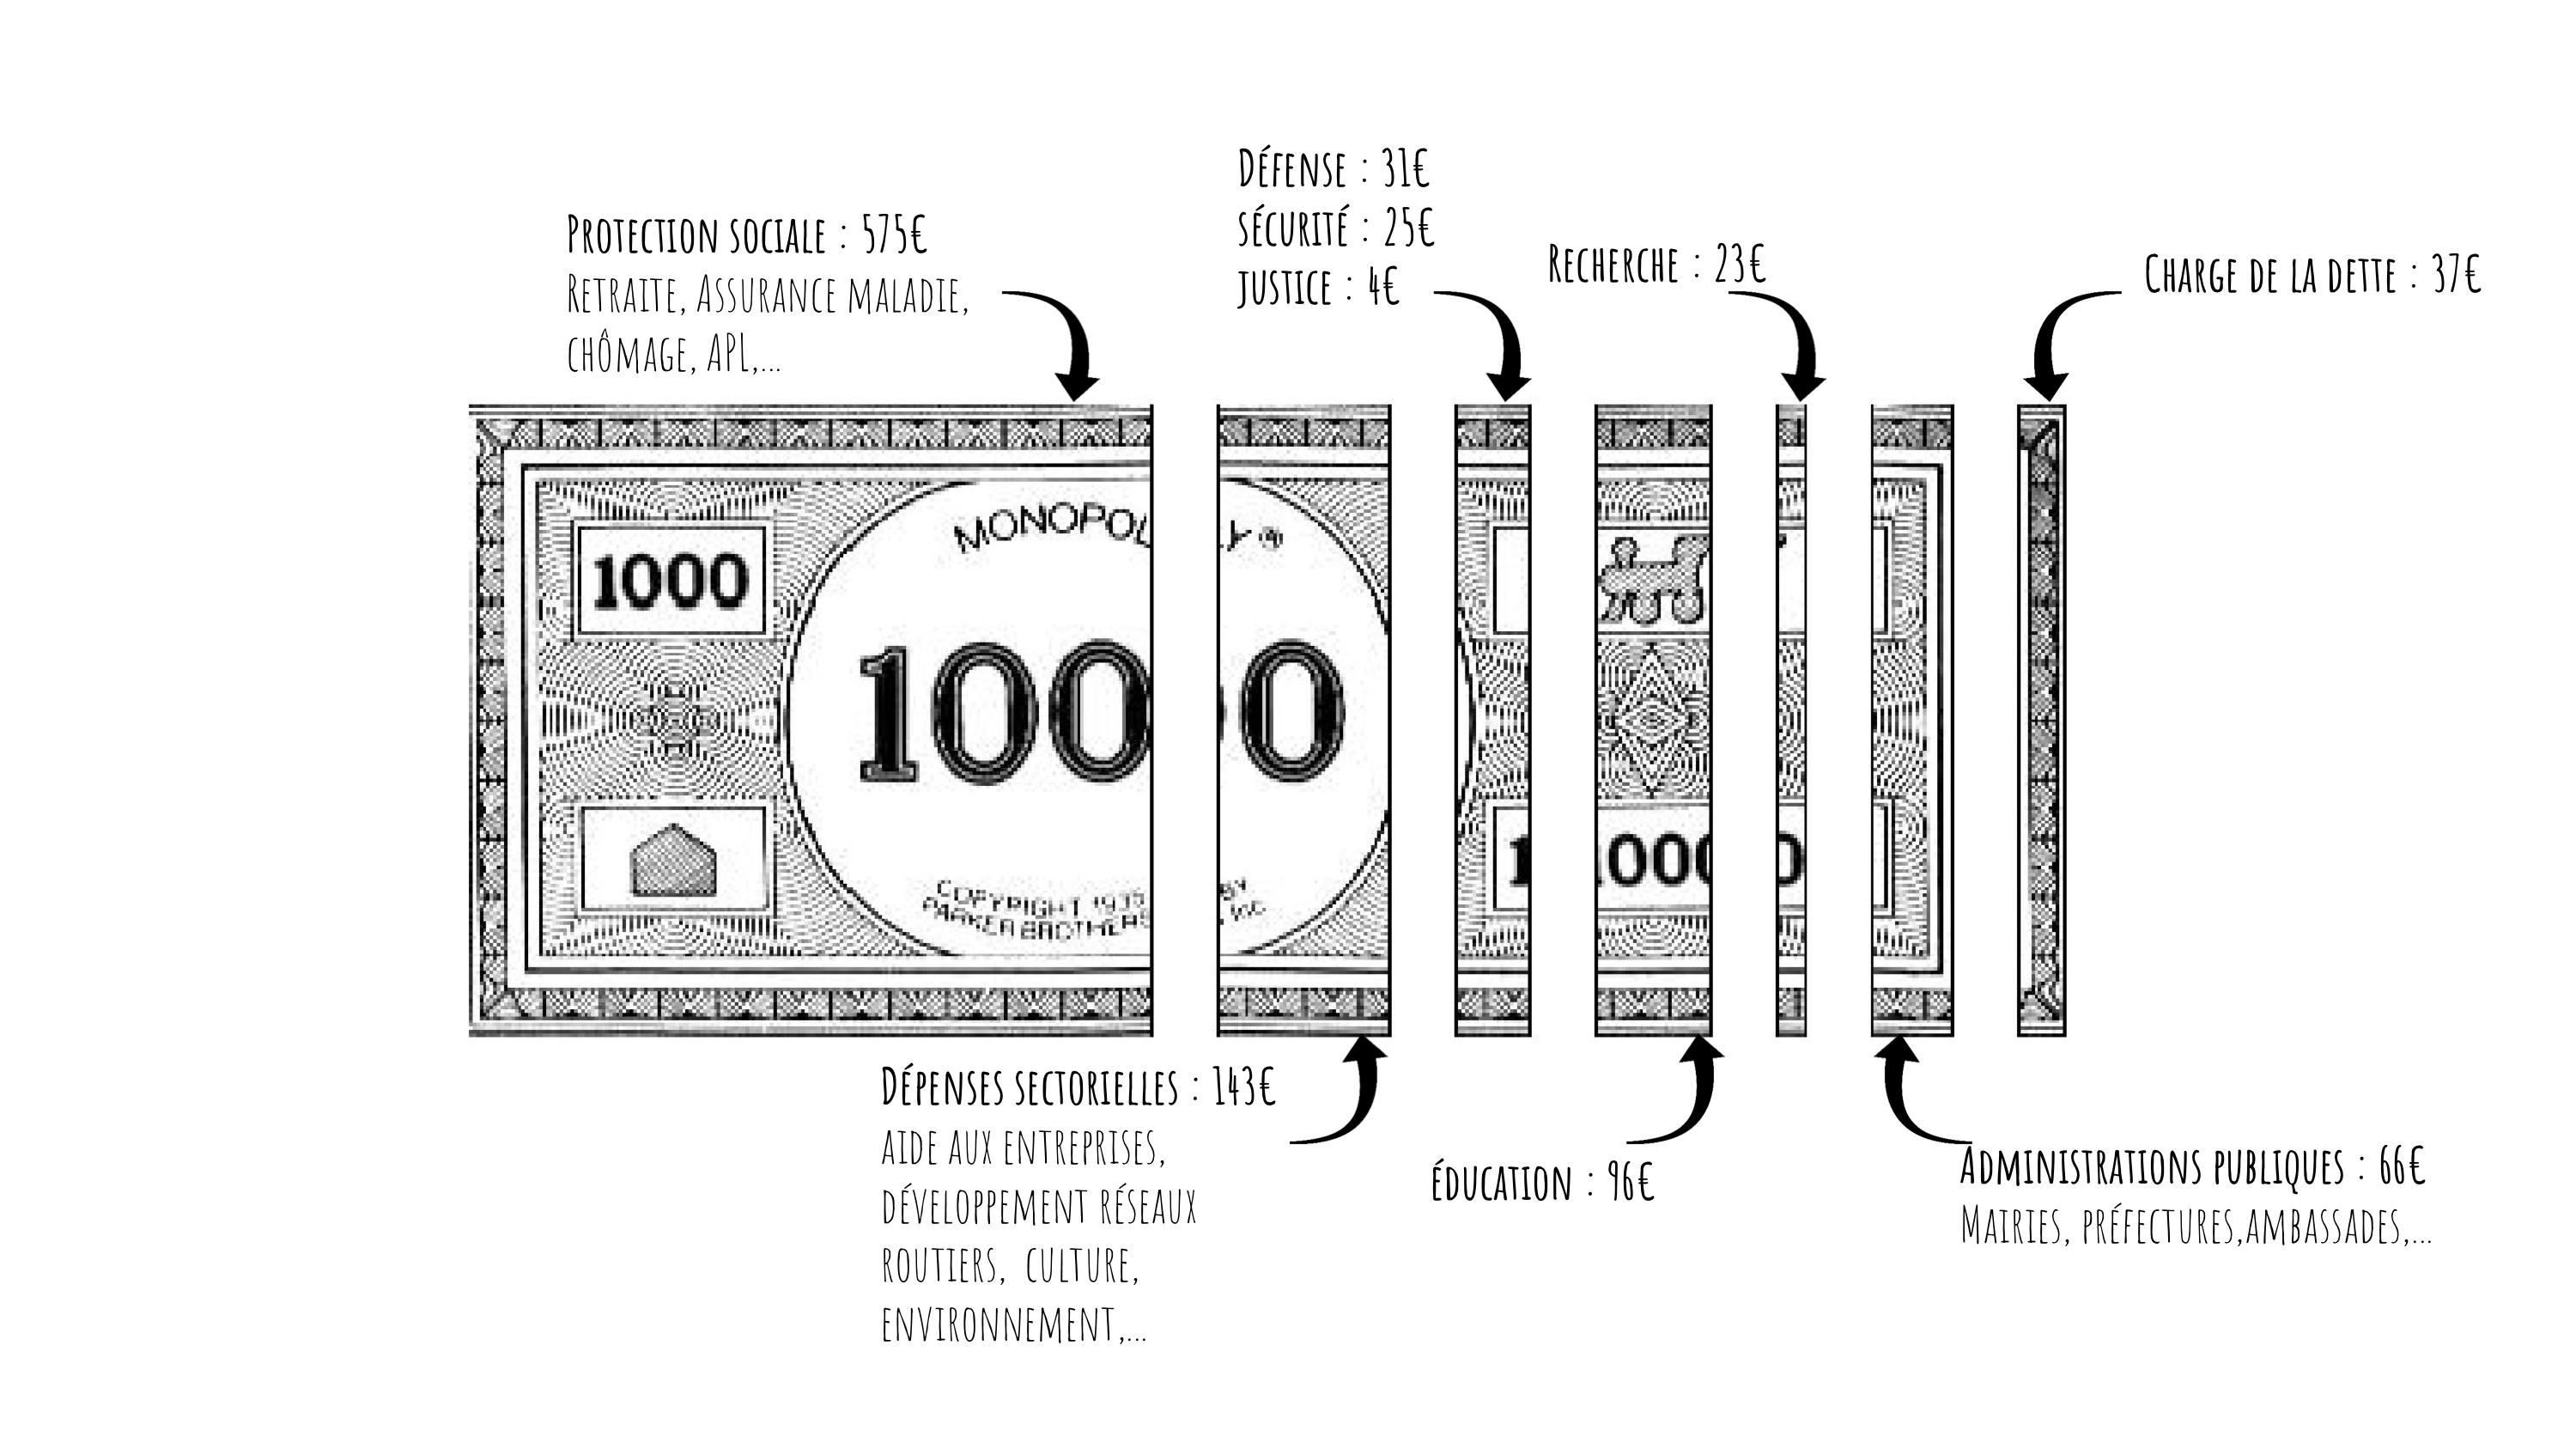 Défense : 31€
sécurité : 25€
justice : 4€
Protection sociale : 575€
Retraite, Assurance maladie,
chômage, APL,...
Recherche : 23€
Charge de la dette : 37€
MONOPOL Y®
1000
1000
1000
COPYRIGHT 1935 BY
PARKER BROTHERS, INC
Dépenses sectorielles : 143€
aide aux entreprises,
développement réseaux
routiers, culture,
environnement,...
éducation : 96€
Administrations publiques : 66€
Mairies, préfectures,ambassades,...